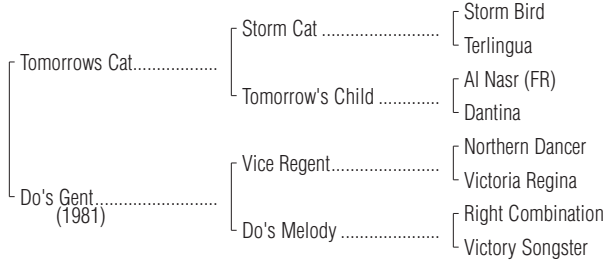 Storm Bird
Storm Cat ........................
Terlingua
Tomorrows Cat.................
Al Nasr (FR)
Tomorrow's Child ............
Dantina
Northern Dancer
Vice Regent......................
Victoria Regina
Do's Gent.........................
(1981)
Right Combination
Do's Melody ....................
Victory Songster